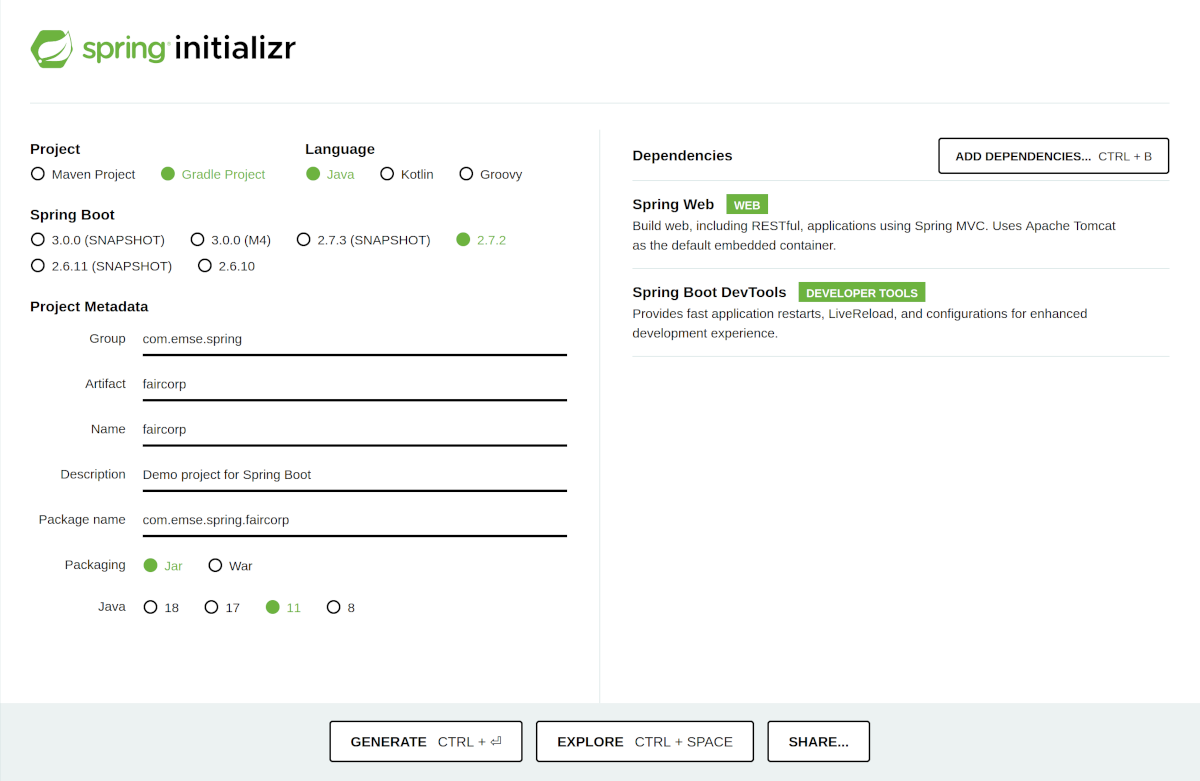 spring initializr
Project
Maven Project Gradle Project
Language
Java Kotlin Groovy
Spring Boot
3.0.0 (SNAPSHOT) 3.0.0 (M4) 2.7.3 (SNAPSHOT) 2.7.2
2.6.11 (SNAPSHOT) 2.6.10
Project Metadata
Group com.emse.spring
Artifact faircorp
Name faircorp
Description Demo project for Spring Boot
Package name com.emse.spring.faircorp
Packaging Jar War
Java 18 17 11 8
Dependencies
ADD DEPENDENCIES... CTRL + B
Spring Web WEB
Build web, including RESTful, applications using Spring MVC. Uses Apache Tomcat
as the default embedded container.
Spring Boot DevTools DEVELOPER TOOLS
Provides fast application restarts, LiveReload, and configurations for enhanced
development experience.
GENERATE CTRL + ⏎
EXPLORE CTRL + SPACE
SHARE...